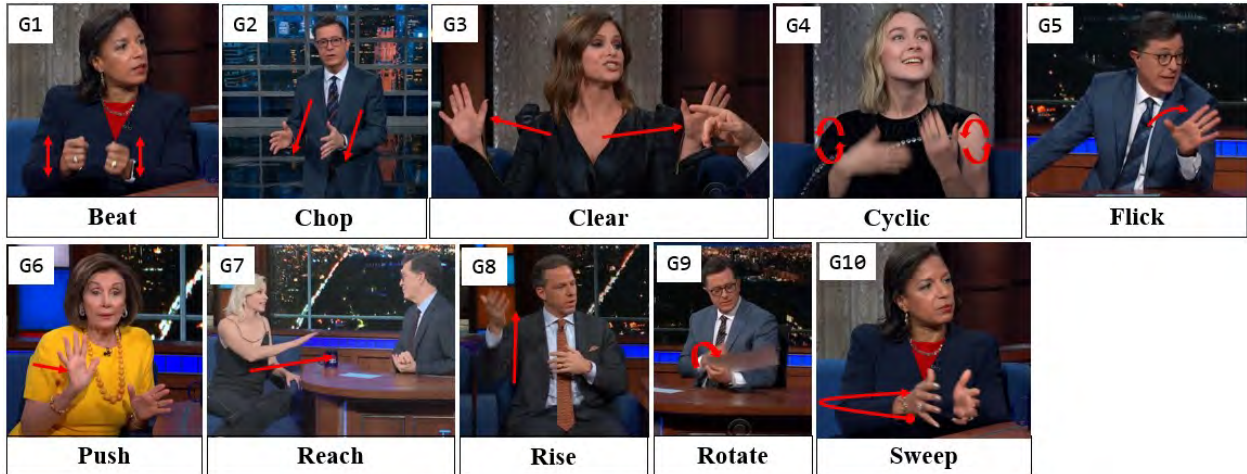 G1
G2
G3
G4
G5
Beat
Chop
Clear
Cyclic
Flick
G6
G7
G8
G9
G10
Push
Reach
Rise
Rotate
Sweep